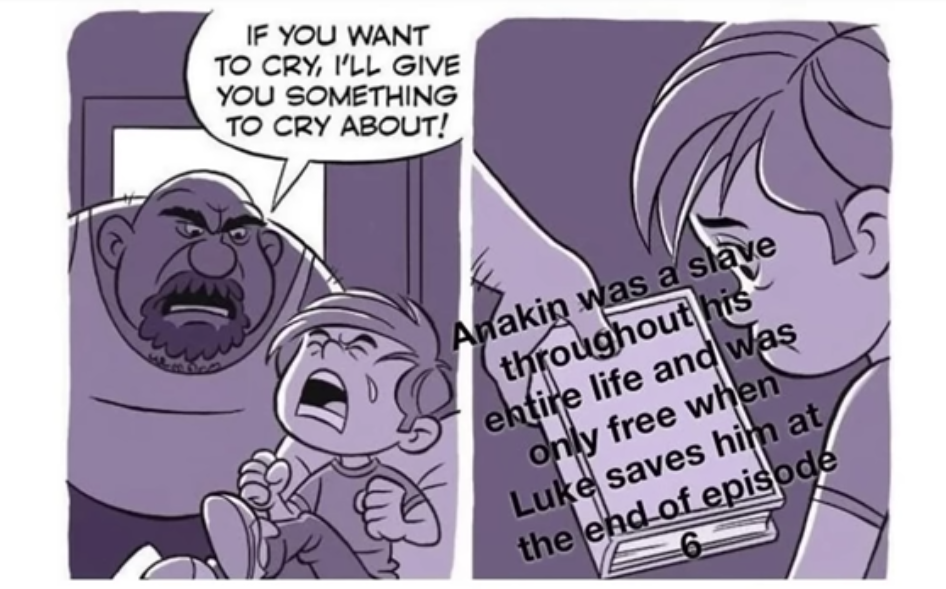 IF YOU WANT
TO CRY, I'LL GIVE
YOU SOMETHING
TO CRY ABOUT!
Anakin was a slave
throughout his
entire life and was
only free when
Luke saves him at
the end of episode
6